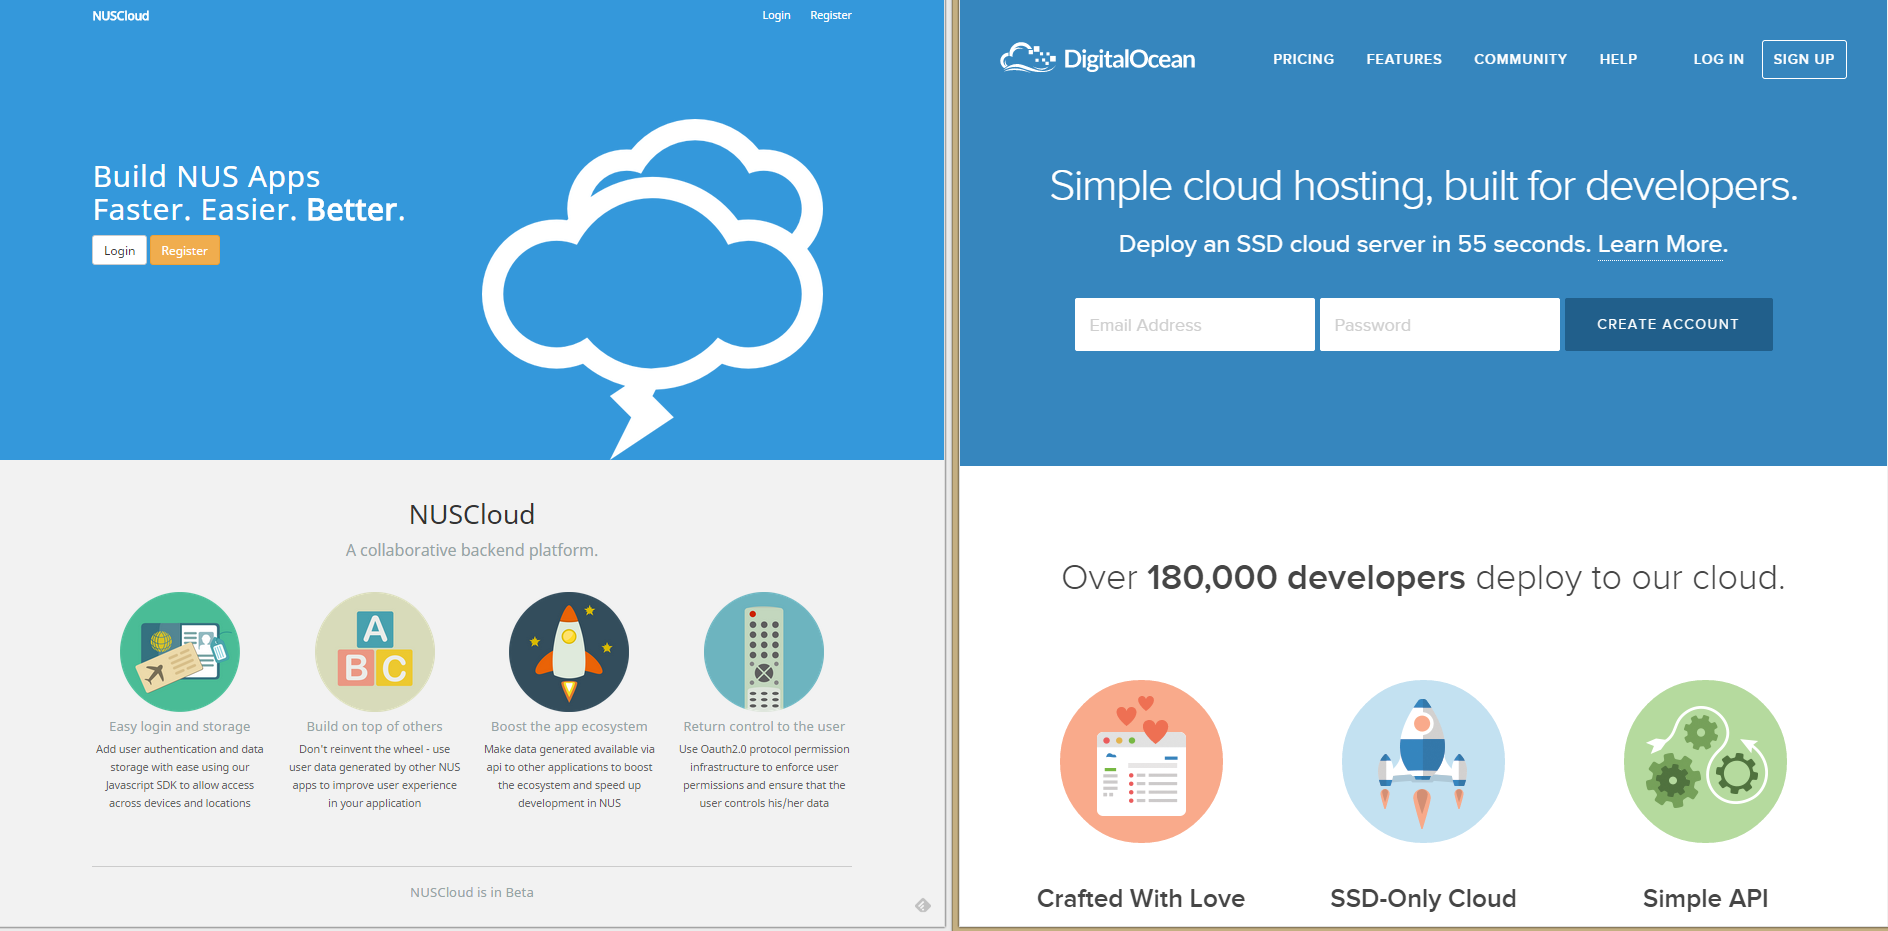 NUSCloud
Login
Register
Build NUS Apps
Faster. Easier. Better.
Login
Register
NUSCloud
A collaborative backend platform.
A
B C
Easy login and storage
Add user authentication and data
storage with ease using our
Javascript SDK to allow access
across devices and locations
Build on top of others
Don't reinvent the wheel - use
user data generated by other NUS
apps to improve user experience
in your application
Boost the app ecosystem
Make data generated available via
api to other applications to boost
the ecosystem and speed up
development in NUS
Return control to the user
Use Oauth2.0 protocol permission
infrastructure to enforce user
permissions and ensure that the
user controls his/her data
NUSCloud is in Beta
DigitalOcean
PRICING
FEATURES
COMMUNITY
HELP
LOG IN
SIGN UP
Simple cloud hosting, built for developers.
Deploy an SSD cloud server in 55 seconds. Learn More.
Email Address
Password
CREATE ACCOUNT
Over 180,000 developers deploy to our cloud.
Crafted With Love
SSD-Only Cloud
Simple API